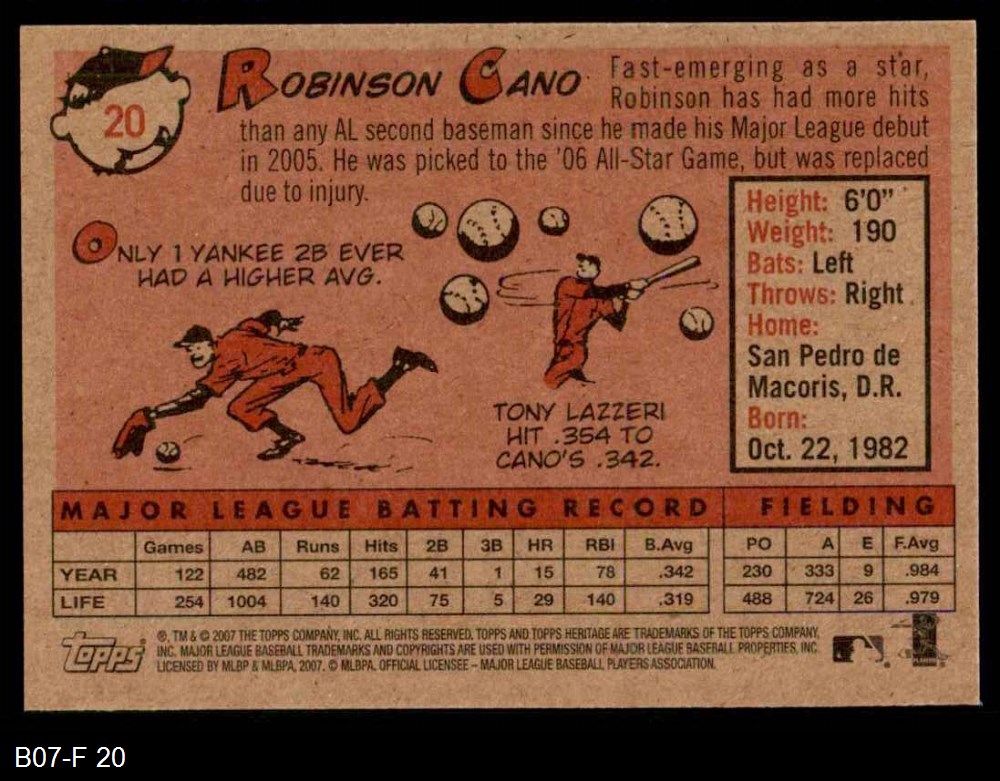 20
ROBINSON CANO
Fast-emerging as a star,
Robinson has had more hits
than any AL second baseman since he made his Major League debut
in 2005. He was picked to the '06 All-Star Game, but was replaced
due to injury.
ONLY 1 YANKEE 2B EVER
HAD A HIGHER AVG.
TONY LAZZERI
HIT .354 TO
CANO'S .342.
Height: 6'0"
Weight: 190
Bats: Left
Throws: Right
Home:
San Pedro de
Macoris, D.R.
Born:
Oct. 22, 1982
MAJOR LEAGUE BATTING RECORD FIELDING
Games AB Runs Hits 2B 3B HR RBI B.Avg PO A E F.Avg
YEAR 122 482 62 165 41 1 15 78 .342 230 333 9 .984
LIFE 254 1004 140 320 75 5 29 140 .319 488 724 26 .979
TOPPS
®, TM & © 2007 THE TOPPS COMPANY, INC. ALL RIGHTS RESERVED. TOPPS AND TOPPS HERITAGE ARE TRADEMARKS OF THE TOPPS COMPANY,
INC. MAJOR LEAGUE BASEBALL TRADEMARKS AND COPYRIGHTS ARE USED WITH PERMISSION OF MAJOR LEAGUE BASEBALL PROPERTIES, INC.
LICENSED BY MLBP & MLBPA, 2007. © MLBPA. OFFICIAL LICENSEE – MAJOR LEAGUE BASEBALL PLAYERS ASSOCIATION.
B07-F 20